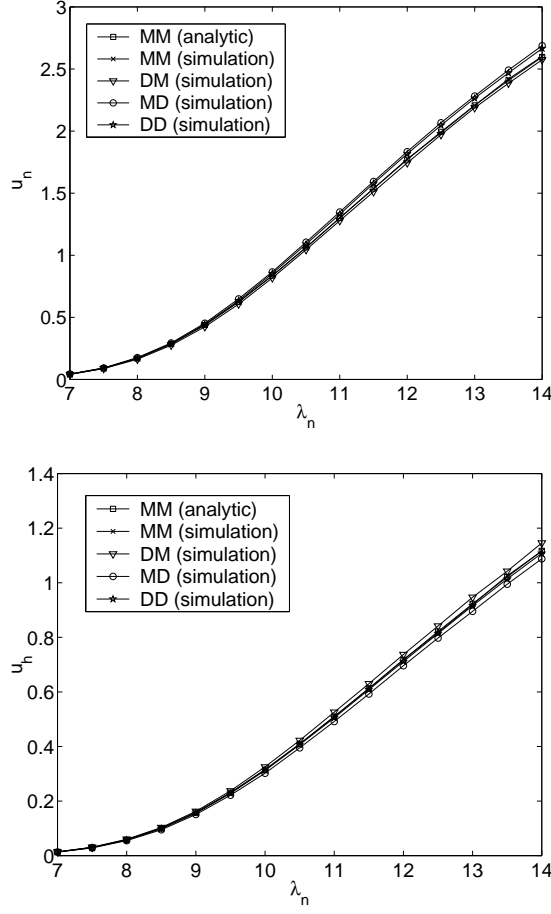 3
2.5
2
1.5
1
0.5
0
u_n
MM (analytic)
MM (simulation)
DM (simulation)
MD (simulation)
DD (simulation)
7 8 9 10 11 12 13 14
λ_n
1.4
1.2
1
0.8
0.6
0.4
0.2
0
u_h
MM (analytic)
MM (simulation)
DM (simulation)
MD (simulation)
DD (simulation)
7 8 9 10 11 12 13 14
λ_n